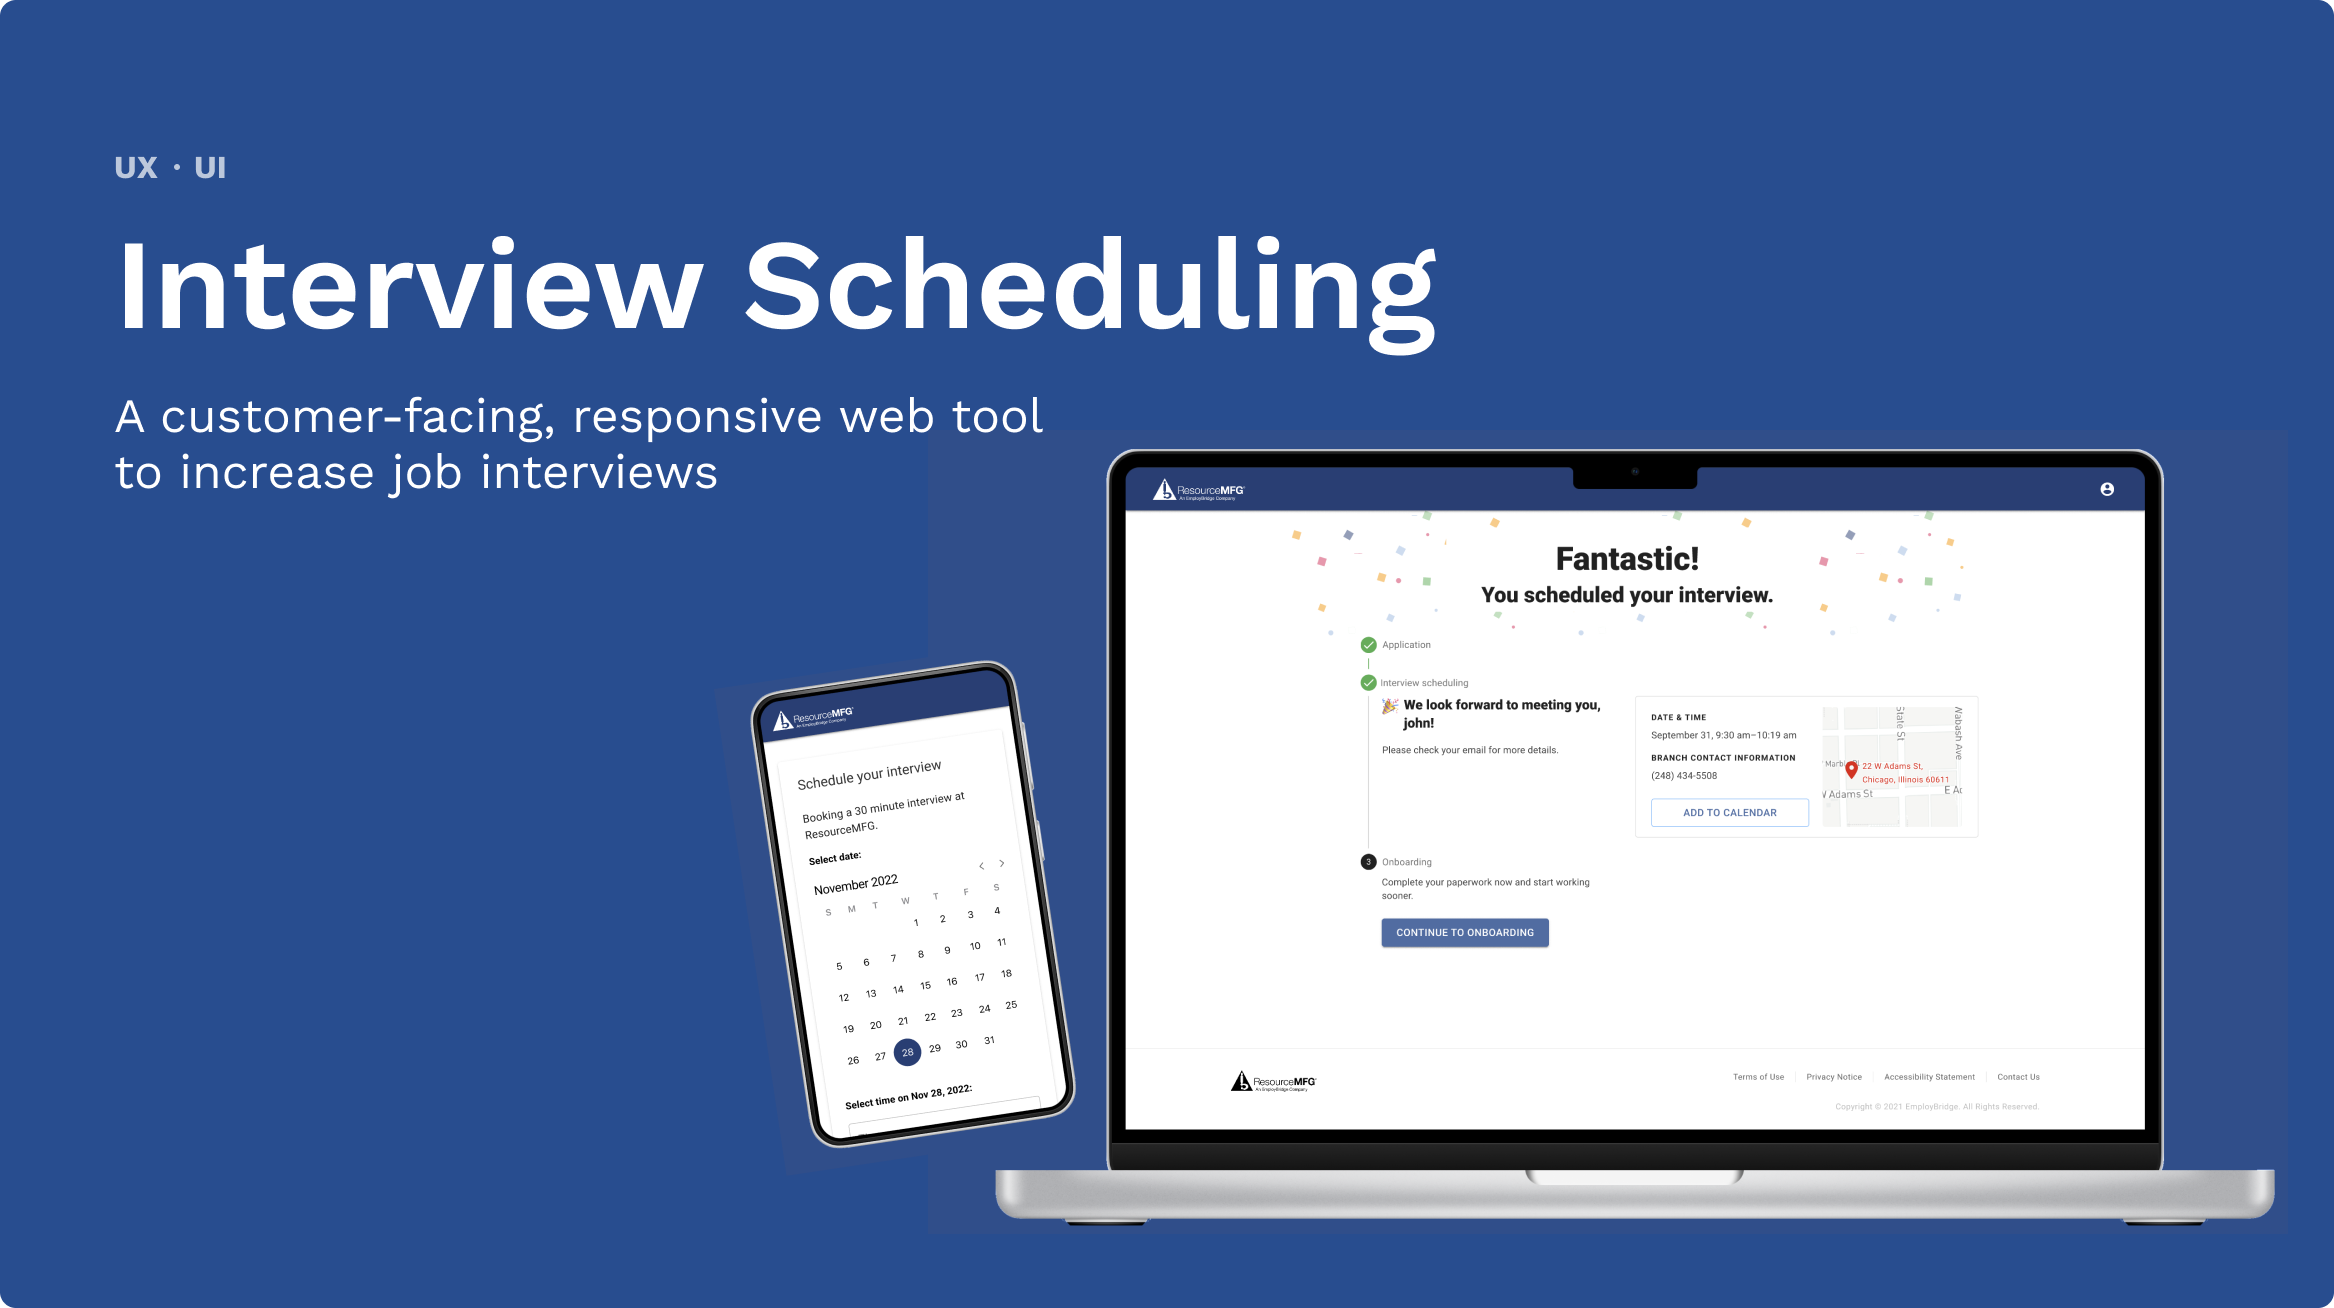 UX · UI
Interview Scheduling
A customer-facing, responsive web tool
to increase job interviews
ResourceMFG
An EmployBridge Company
Schedule your interview
Booking a 30 minute interview at
ResourceMFG.
Select date:
November 2022
S M T W T F S
1 2 3 4
5 6 7 8 9 10 11
12 13 14 15 16 17 18
19 20 21 22 23 24 25
26 27 28 29 30 31
Select time on Nov 28, 2022:
ResourceMFG
An EmployBridge Company
Fantastic!
You scheduled your interview.
Application
Interview scheduling
We look forward to meeting you,
john!
Please check your email for more details.
DATE & TIME
September 31, 9:30 am–10:19 am
BRANCH CONTACT INFORMATION
(248) 434-5508
ADD TO CALENDAR
State St
Wabash Ave
22 W Adams St,
Chicago, Illinois 60611
Adams St
3 Onboarding
Complete your paperwork now and start working
sooner.
CONTINUE TO ONBOARDING
ResourceMFG
An EmployBridge Company
Terms of Use
Privacy Notice
Accessibility Statement
Contact Us
Copyright © 2021 EmployBridge. All Rights Reserved.